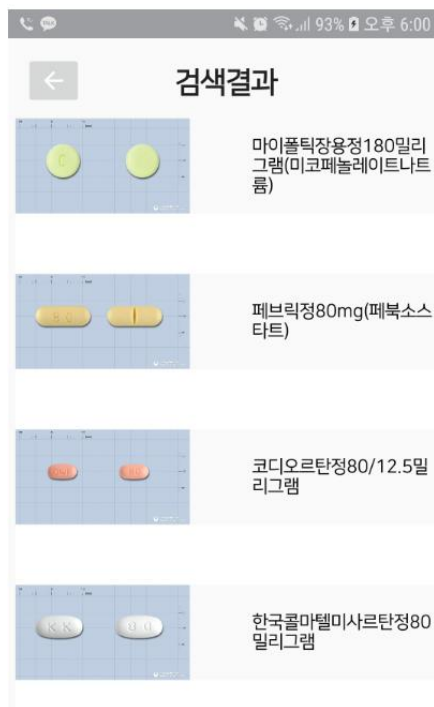 93% 오후 6:00
검색결과
마이폴틱장용정180밀리
그램(미코페놀레이트나트
륨)
80
페브릭정80mg(페북소스
타트)
코디오르탄정80/12.5밀
리그램
KK
한국콜마텔미사르탄정80
밀리그램